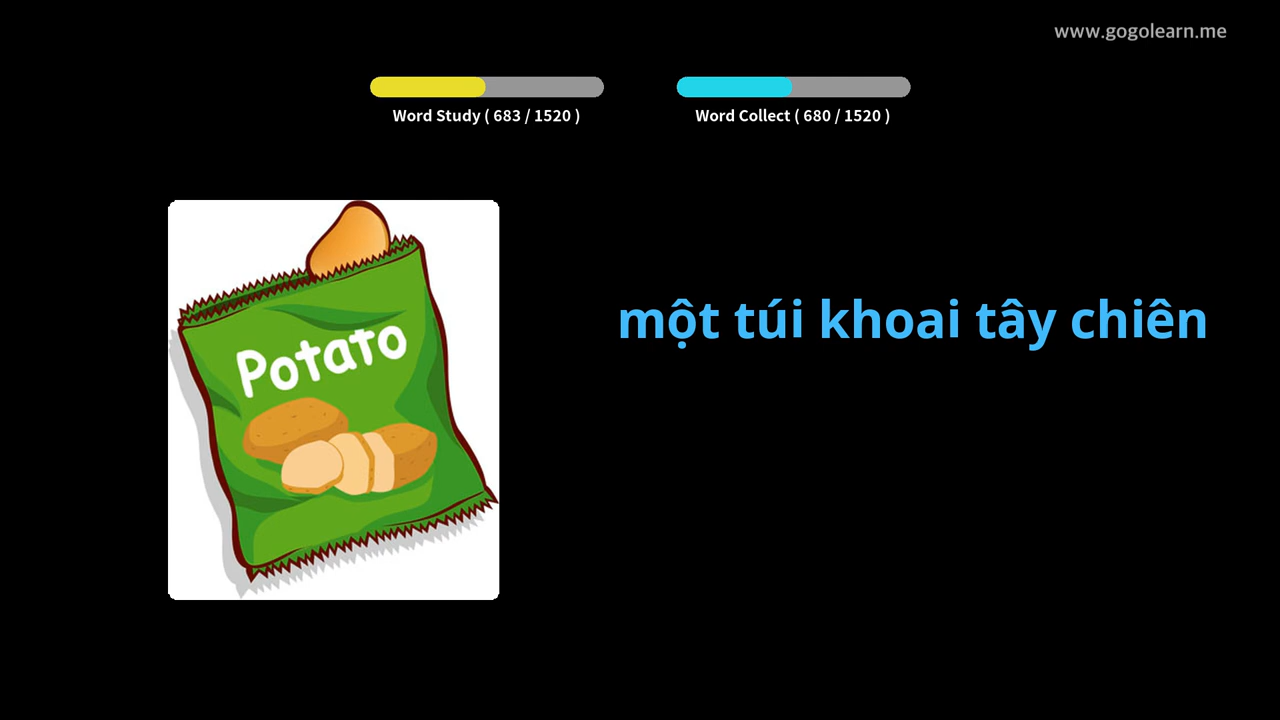 www.gogolearn.me
Word Study ( 683 / 1520 )
Word Collect ( 680 / 1520 )
Potato
một túi khoai tây chiên